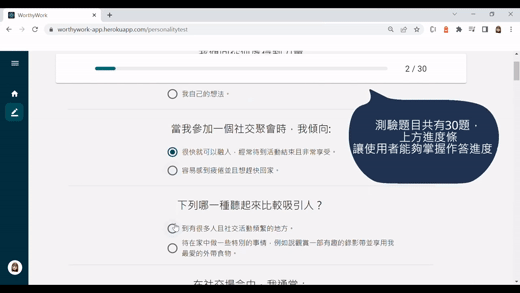 WorthyWork
worthywork-app.herokuapp.com/personalitytest
2 / 30
我自己的想法。
測驗題目共有30題，
上方進度條
讓使用者能夠掌握作答進度
當我參加一個社交聚會時，我傾向:
很快就可以融入，經常待到活動結束且非常享受。
容易感到疲倦並且想趕快回家。
下列哪一種聽起來比較吸引人？
到有很多人且社交活動頻繁的地方。
待在家中做一些特別的事情，例如說觀賞一部有趣的錄影帶並享用我
最愛的外帶食物。
在社交場合中，我通常，